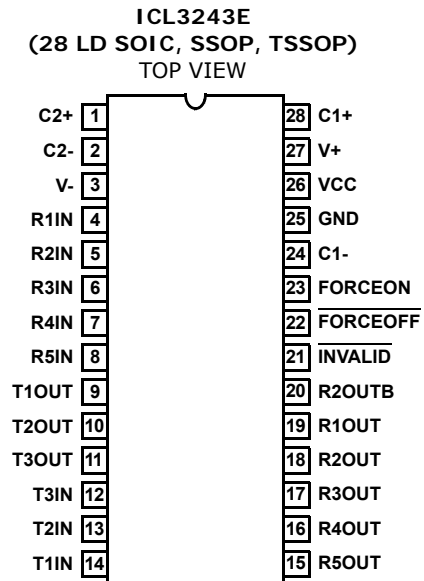 ICL3243E
(28 LD SOIC, SSOP, TSSOP)
TOP VIEW
C2+ 1 28 C1+
C2- 2 27 V+
V- 3 26 VCC
R1IN 4 25 GND
R2IN 5 24 C1-
R3IN 6 23 FORCEON
R4IN 7 22 FORCEOFF
R5IN 8 21 INVALID
T1OUT 9 20 R2OUTB
T2OUT 10 19 R1OUT
T3OUT 11 18 R2OUT
T3IN 12 17 R3OUT
T2IN 13 16 R4OUT
T1IN 14 15 R5OUT